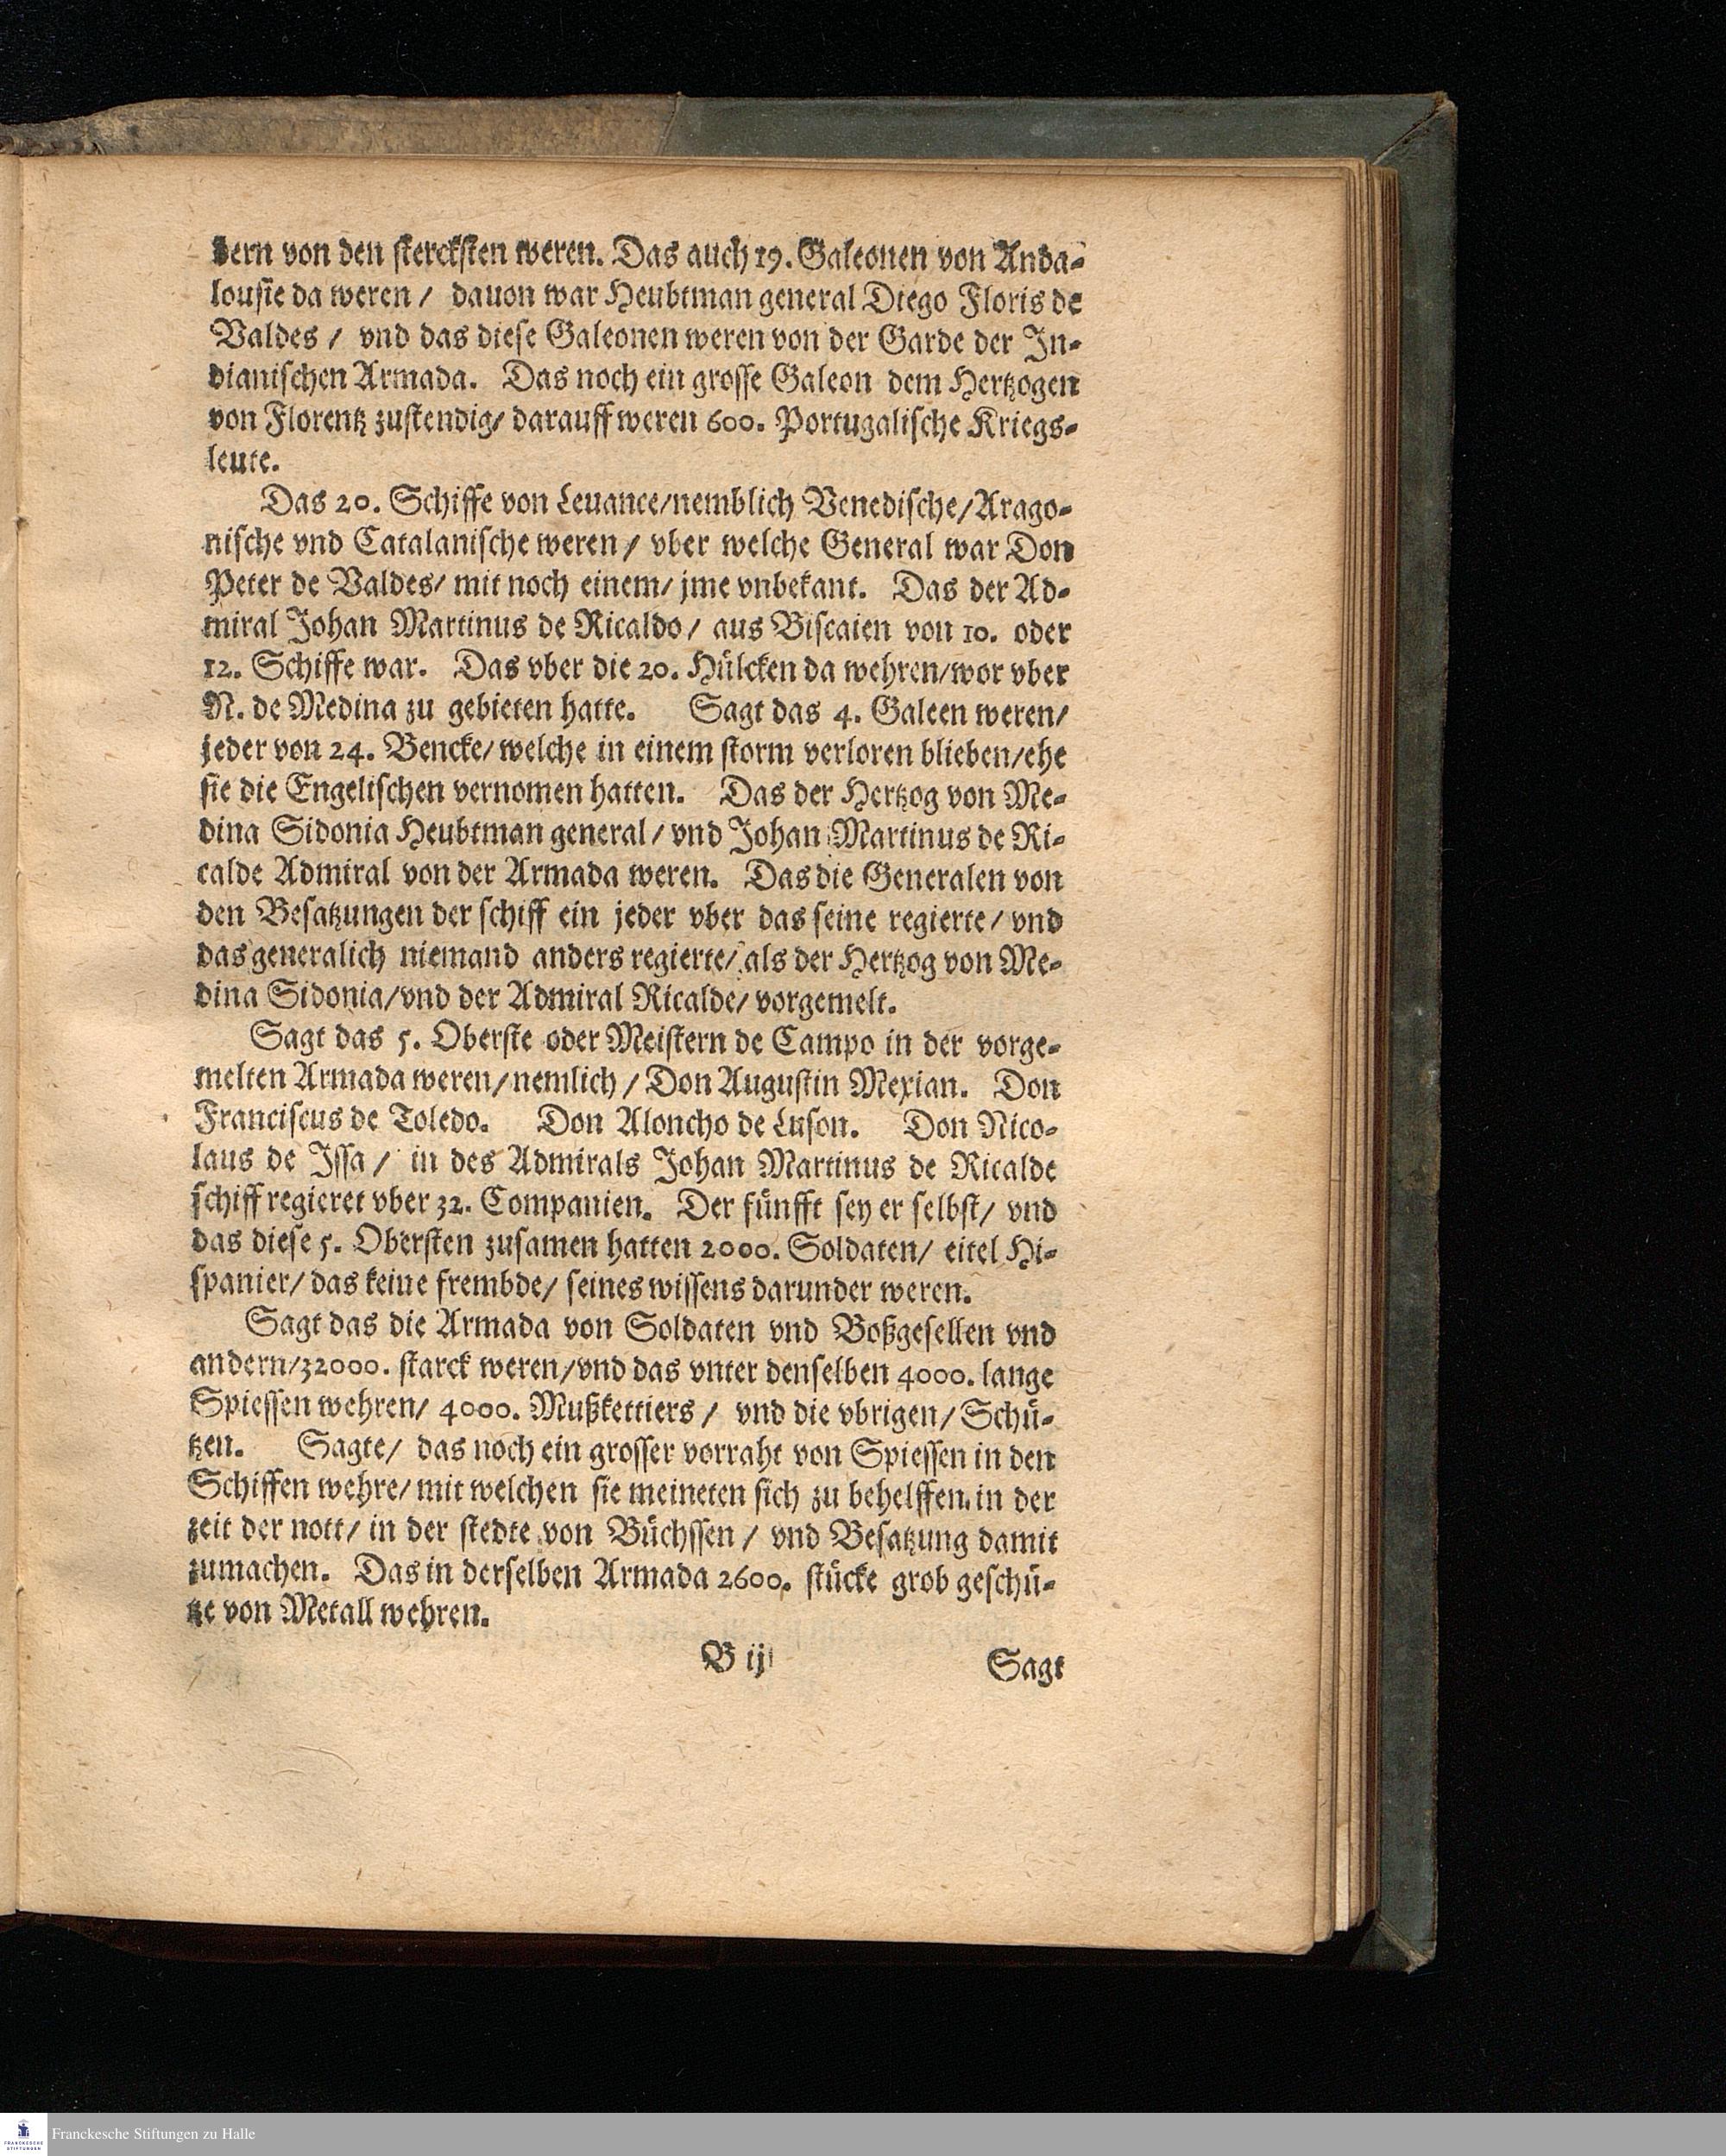 dern von den stercksten weren. Das auch 19. Galeonen von Anda-
lousie da weren / dauon war Heubtman general Diego Floris de
Valdes / vnd das diese Galeonen weren von der Garde der In-
dianischen Armada. Das noch ein grosse Galeon dem Hertzogen
von Florentz zustendig/ darauff weren 600. Portugalische Kriegs-
leute.
Das 20. Schiffe von Leuance/nemblich Venedische/Arago-
nische vnd Catalanische weren / vber welche General war Don
Peter de Valdes/ mit noch einem/ jme vnbekant. Das der Ad-
miral Johan Martinus de Ricaldo/ aus Biscaien von 10. oder
12. Schiffe war. Das vber die 20. Hülcken da wehren/wor vber
N. de Medina zu gebieten hatte. Sagt das 4. Galeen weren/
jeder von 24. Bencke/ welche in einem storm verloren blieben/ehe
sie die Engelischen vernomen hatten. Das der Hertzog von Me-
dina Sidonia Heubtman general/ vnd Johan Martinus de Ri-
calde Admiral von der Armada weren. Das die Generalen von
den Besatzungen der schiff ein jeder vber das seine regierte/ vnd
das generalich niemand anders regierte/ als der Hertzog von Me-
dina Sidonia/vnd der Admiral Ricalde/ vorgemelt.
Sagt das 5. Oberste oder Meistern de Campo in der vorge-
melten Armada weren/nemlich / Don Augustin Mexian. Don
Franciscus de Toledo. Don Aloncho de Luson. Don Nico-
laus de Issa / in des Admirals Johan Martinus de Ricalde
schiff regieret vber 32. Companien. Der fünfft sey er selbst/ vnd
das diese 5. Obersten zusamen hatten 2000. Soldaten/ eitel Hi-
spanier/ das keine frembde/ seines wissens darunder weren.
Sagt das die Armada von Soldaten vnd Boßgesellen vnd
andern/32000. starck weren/vnd das vnter denselben 4000. lange
Spiessen wehren/ 4000. Mußkettiers / vnd die vbrigen/ Schü-
tzen. Sagte/ das noch ein grosser vorraht von Spiessen in den
Schiffen wehre/ mit welchen sie meineten sich zu behelffen in der
zeit der nott/ in der stedte von Büchssen / vnd Besatzung damit
zumachen. Das in derselben Armada 2600. stücke grob geschü-
tze von Metall wehren.
B ij
Sagt
Franckesche Stiftungen zu Halle
FRANCKESCHE
STIFTUNGEN